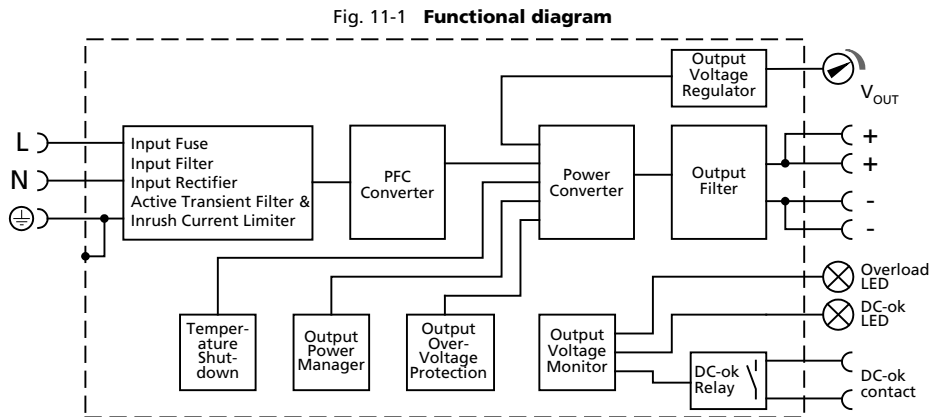 Fig. 11-1 Functional diagram
Output
Voltage
Regulator
V OUT
L
N
Input Fuse
Input Filter
Input Rectifier
Active Transient Filter &
Inrush Current Limiter
PFC
Converter
Power
Converter
Output
Filter
+
+
-
-
Temper-
ature
Shut-
down
Output
Power
Manager
Output
Over-
Voltage
Protection
Output
Voltage
Monitor
Overload
LED
DC-ok
LED
DC-ok
Relay
DC-ok
contact